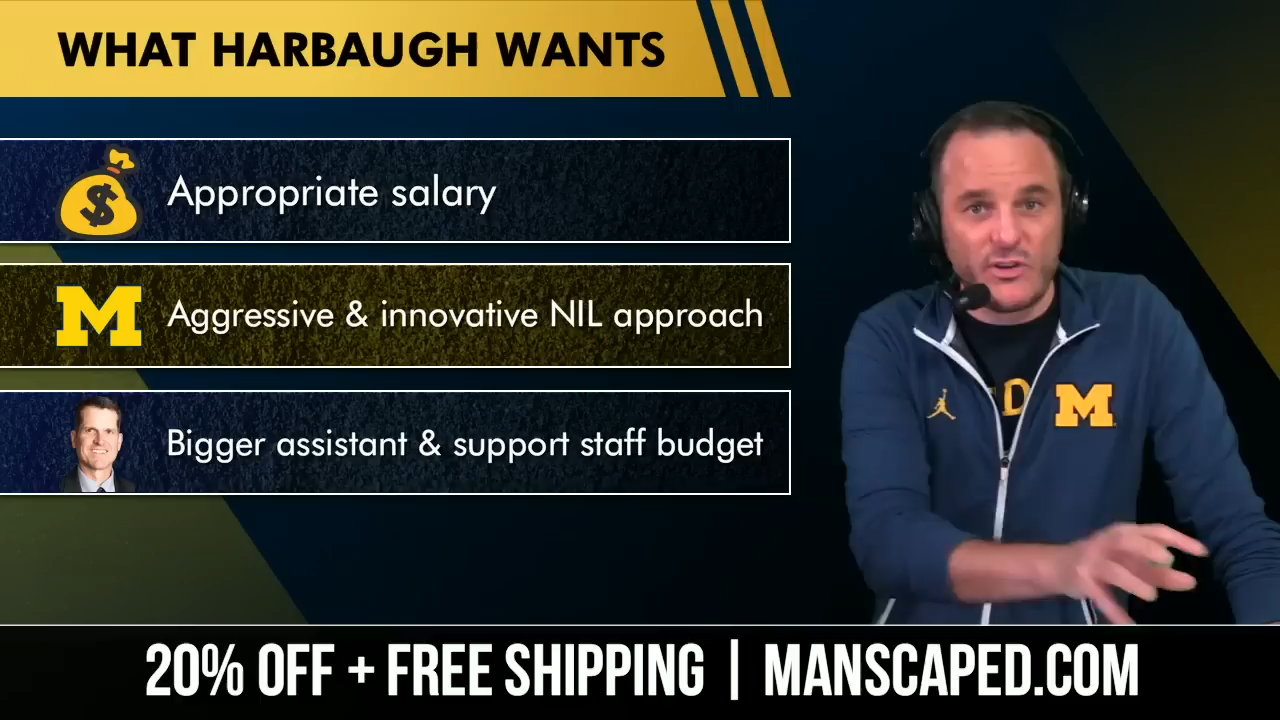 WHAT HARBAUGH WANTS
$
Appropriate salary
M
Aggressive & innovative NIL approach
Bigger assistant & support staff budget
M
20% OFF + FREE SHIPPING | MANSCAPED.COM